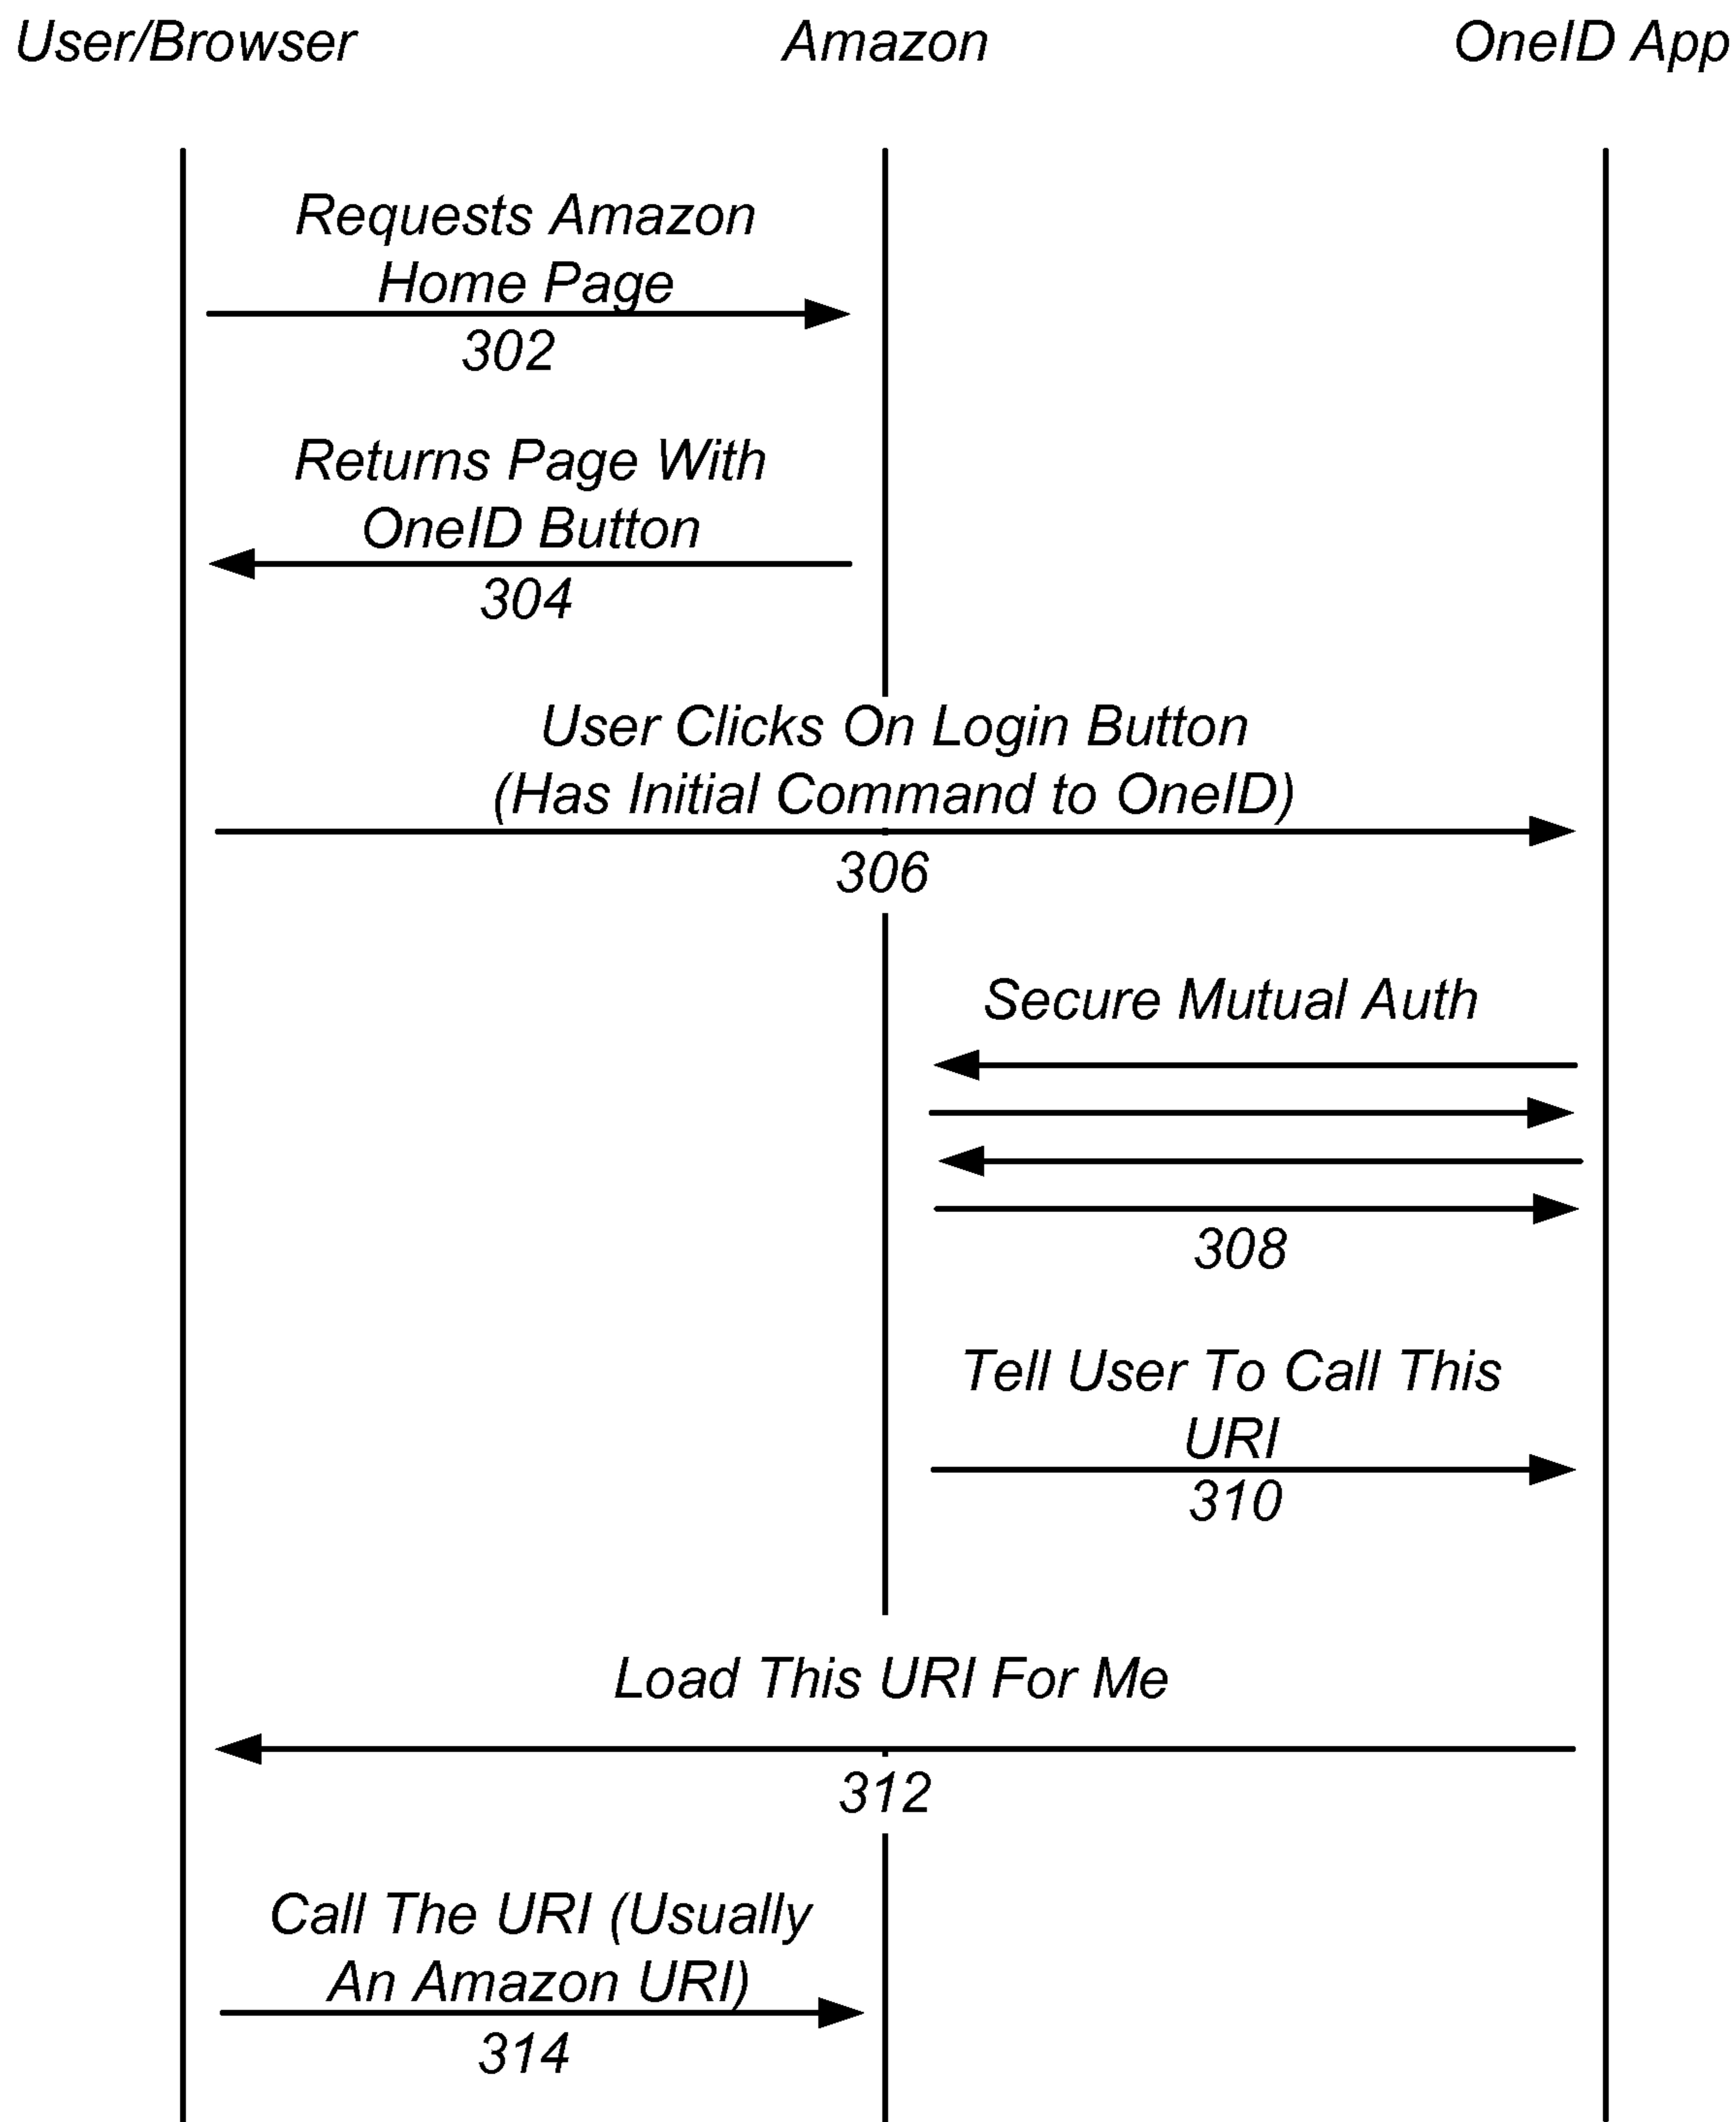 User/Browser
Amazon
OneID App
Requests Amazon
Home Page
302
Returns Page With
OneID Button
304
User Clicks On Login Button
(Has Initial Command to OneID)
306
Secure Mutual Auth
308
Tell User To Call This
URI
310
Load This URI For Me
312
Call The URI (Usually
An Amazon URI)
314